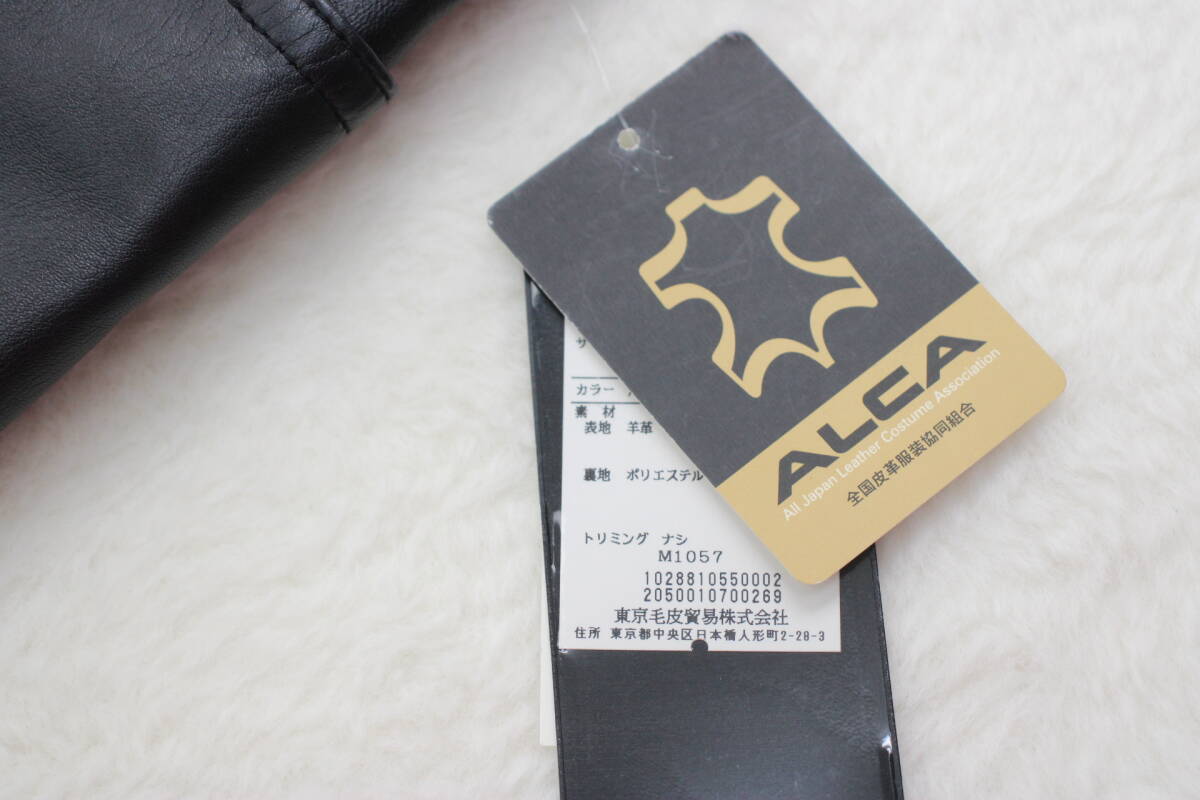 ALCA
All Japan Leather Costume Association
全国皮革服装協同組合
サ
カラー
素 材
表地 羊革
裏地 ポリエステル
トリミング ナシ
M1057
1028810550002
2050010700269
東京毛皮貿易株式会社
住所 東京都中央区日本橋人形町2-28-3